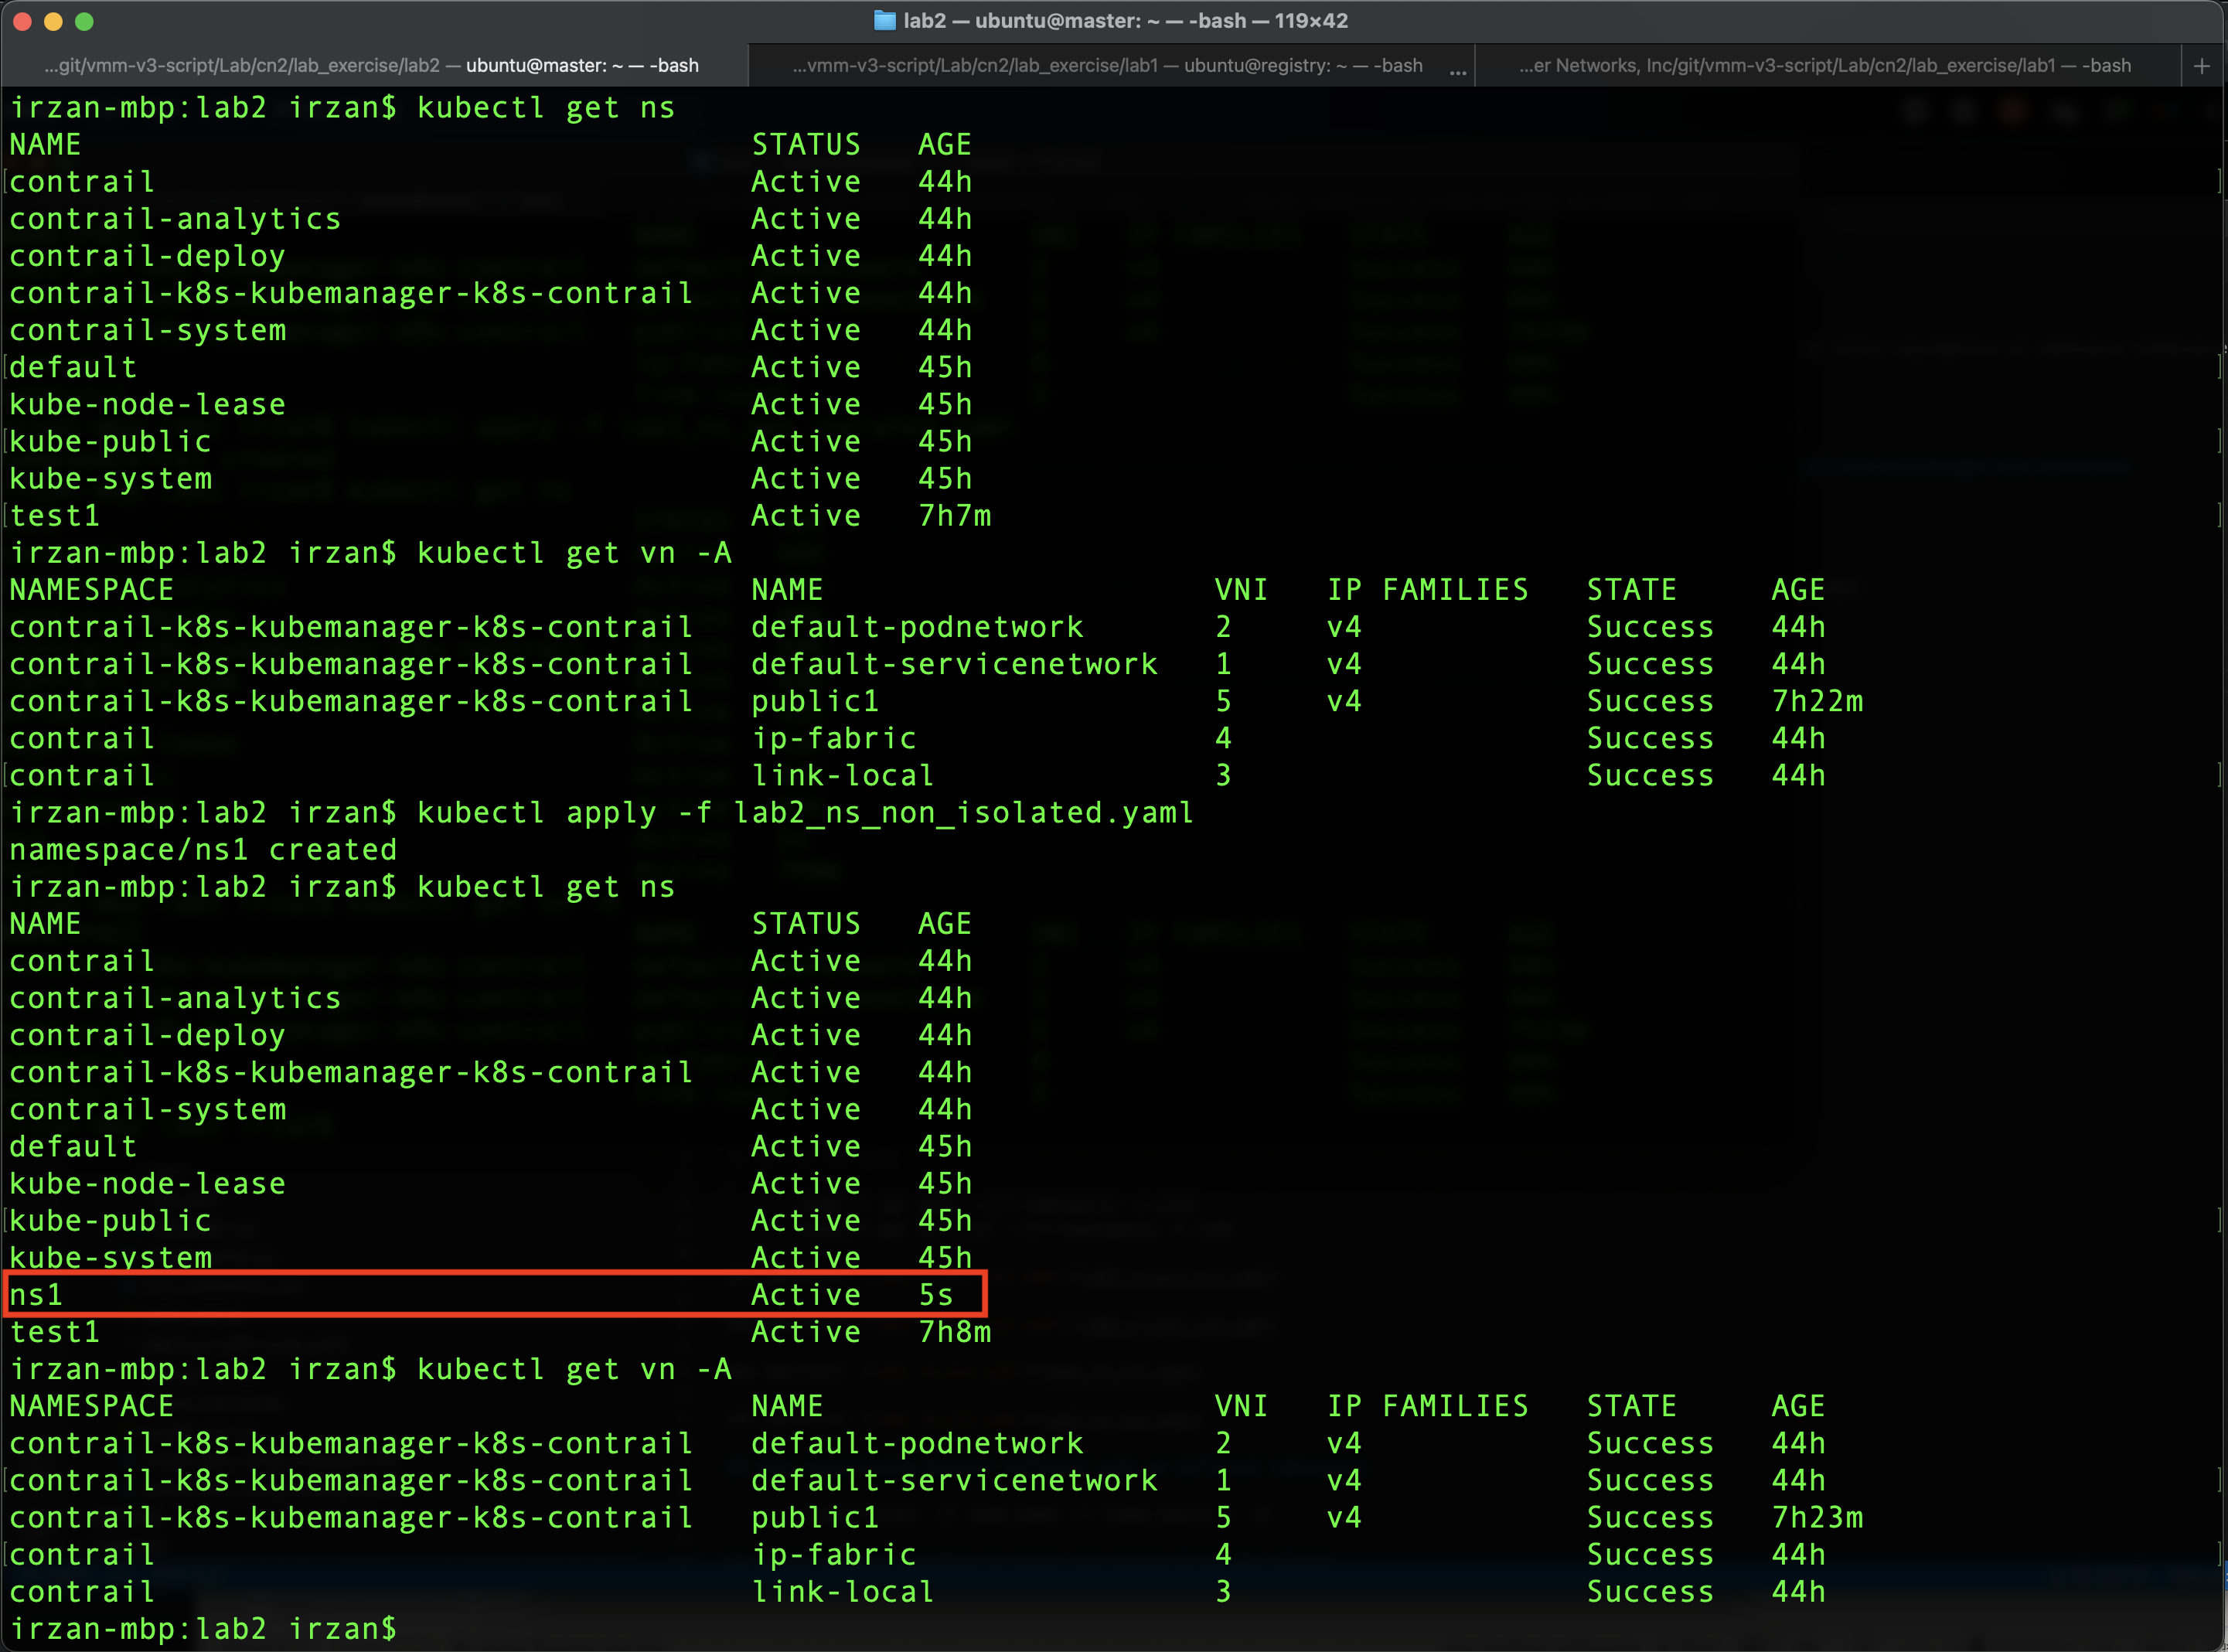 lab2 — ubuntu@master: ~ — -bash — 119×42
...git/vmm-v3-script/Lab/cn2/lab_exercise/lab2 — ubuntu@master: ~ — -bash
...vmm-v3-script/Lab/cn2/lab_exercise/lab1 — ubuntu@registry: ~ — -bash ...
...er Networks, Inc/git/vmm-v3-script/Lab/cn2/lab_exercise/lab1 — -bash +
irzan-mbp:lab2 irzan$ kubectl get ns
NAME STATUS AGE
contrail Active 44h
contrail-analytics Active 44h
contrail-deploy Active 44h
contrail-k8s-kubemanager-k8s-contrail Active 44h
contrail-system Active 44h
default Active 45h
kube-node-lease Active 45h
kube-public Active 45h
kube-system Active 45h
test1 Active 7h7m
irzan-mbp:lab2 irzan$ kubectl get vn -A
NAMESPACE NAME VNI IP FAMILIES STATE AGE
contrail-k8s-kubemanager-k8s-contrail default-podnetwork 2 v4 Success 44h
contrail-k8s-kubemanager-k8s-contrail default-servicenetwork 1 v4 Success 44h
contrail-k8s-kubemanager-k8s-contrail public1 5 v4 Success 7h22m
contrail ip-fabric 4 Success 44h
contrail link-local 3 Success 44h
irzan-mbp:lab2 irzan$ kubectl apply -f lab2_ns_non_isolated.yaml
namespace/ns1 created
irzan-mbp:lab2 irzan$ kubectl get ns
NAME STATUS AGE
contrail Active 44h
contrail-analytics Active 44h
contrail-deploy Active 44h
contrail-k8s-kubemanager-k8s-contrail Active 44h
contrail-system Active 44h
default Active 45h
kube-node-lease Active 45h
kube-public Active 45h
kube-system Active 45h
ns1 Active 5s
test1 Active 7h8m
irzan-mbp:lab2 irzan$ kubectl get vn -A
NAMESPACE NAME VNI IP FAMILIES STATE AGE
contrail-k8s-kubemanager-k8s-contrail default-podnetwork 2 v4 Success 44h
contrail-k8s-kubemanager-k8s-contrail default-servicenetwork 1 v4 Success 44h
contrail-k8s-kubemanager-k8s-contrail public1 5 v4 Success 7h23m
contrail ip-fabric 4 Success 44h
contrail link-local 3 Success 44h
irzan-mbp:lab2 irzan$